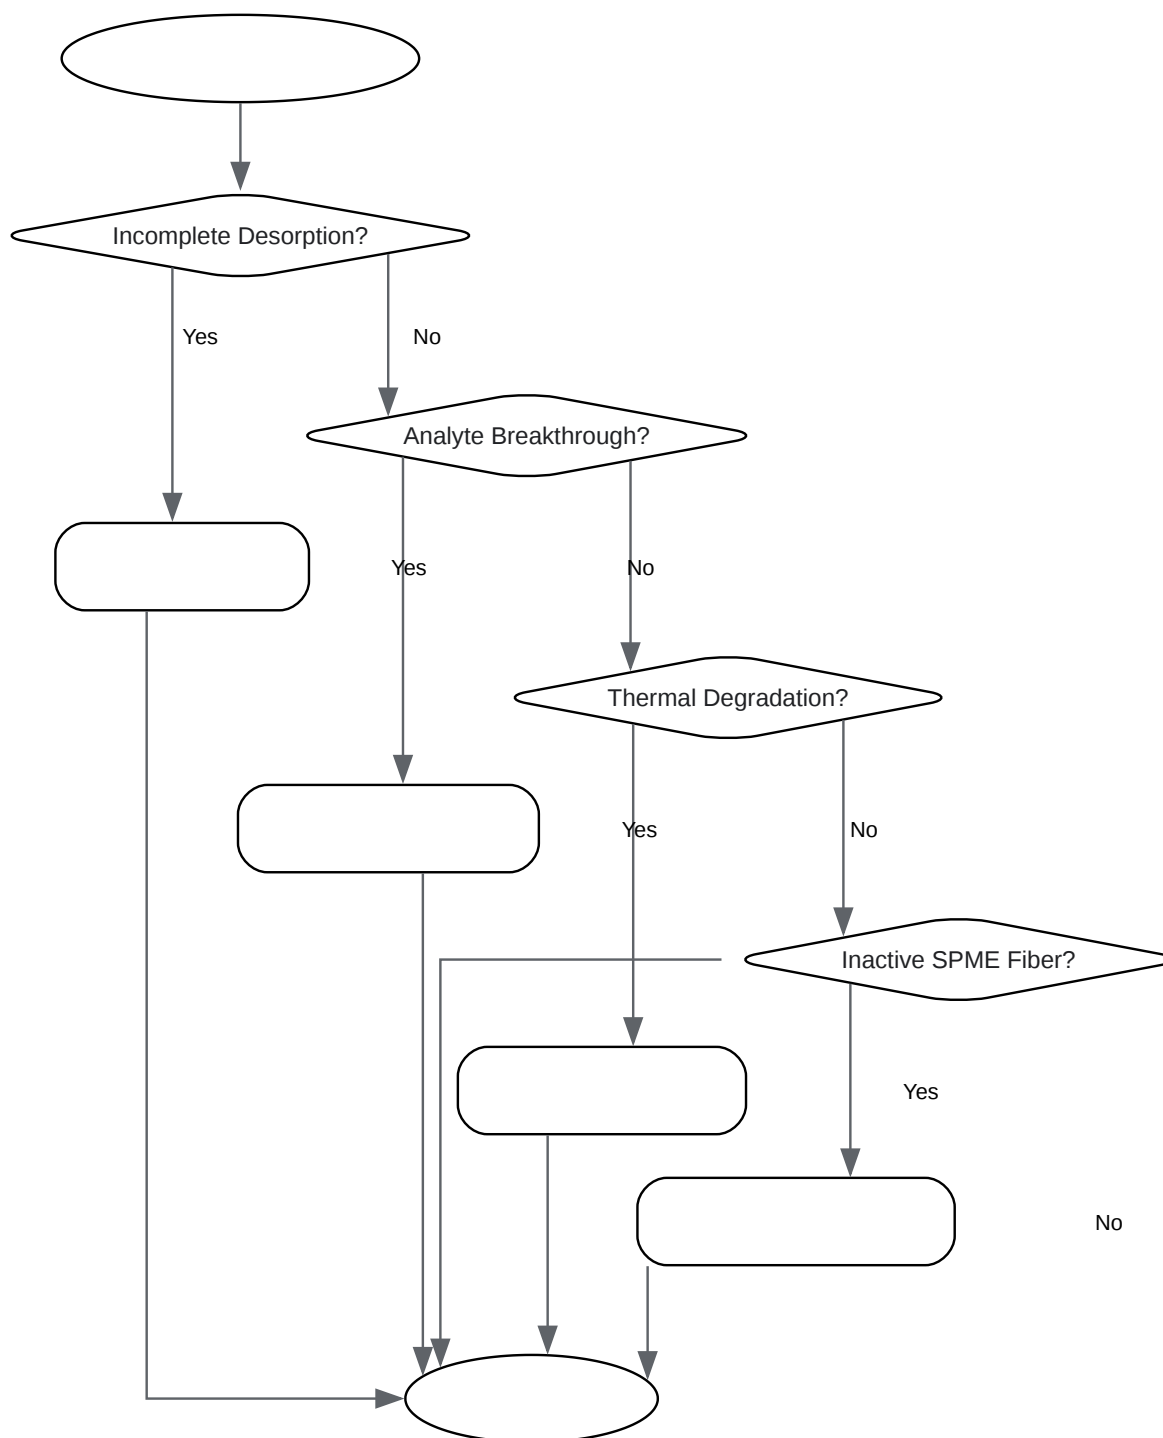 Incomplete Desorption?
Yes
No
Analyte Breakthrough?
Yes
No
Thermal Degradation?
Yes
No
Inactive SPME Fiber?
Yes
No